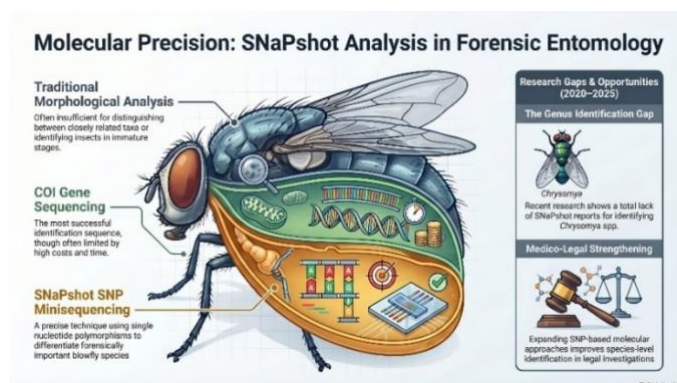 Molecular Precision: SNaPshot Analysis in Forensic Entomology
Traditional
Morphological Analysis
Often insufficient for distinguishing
between closely related taxa or
identifying insects in immature
stages.
COI Gene
Sequencing
The most successful
identification sequence,
though often limited by
high costs and time.
SNaPshot SNP
Minisequencing
A precise technique using single
nucleotide polymorphisms to
differentiate forensically
important blowfly species
Research Gaps & Opportunities
(2020–2025)
The Genus Identification Gap
Chrysomya
Recent research shows a total lack
of SNaPshot reports for identifying
Chrysomya spp.
Medico-Legal Strengthening
Expanding SNP-based molecular
approaches improves species-level
identification in legal investigations